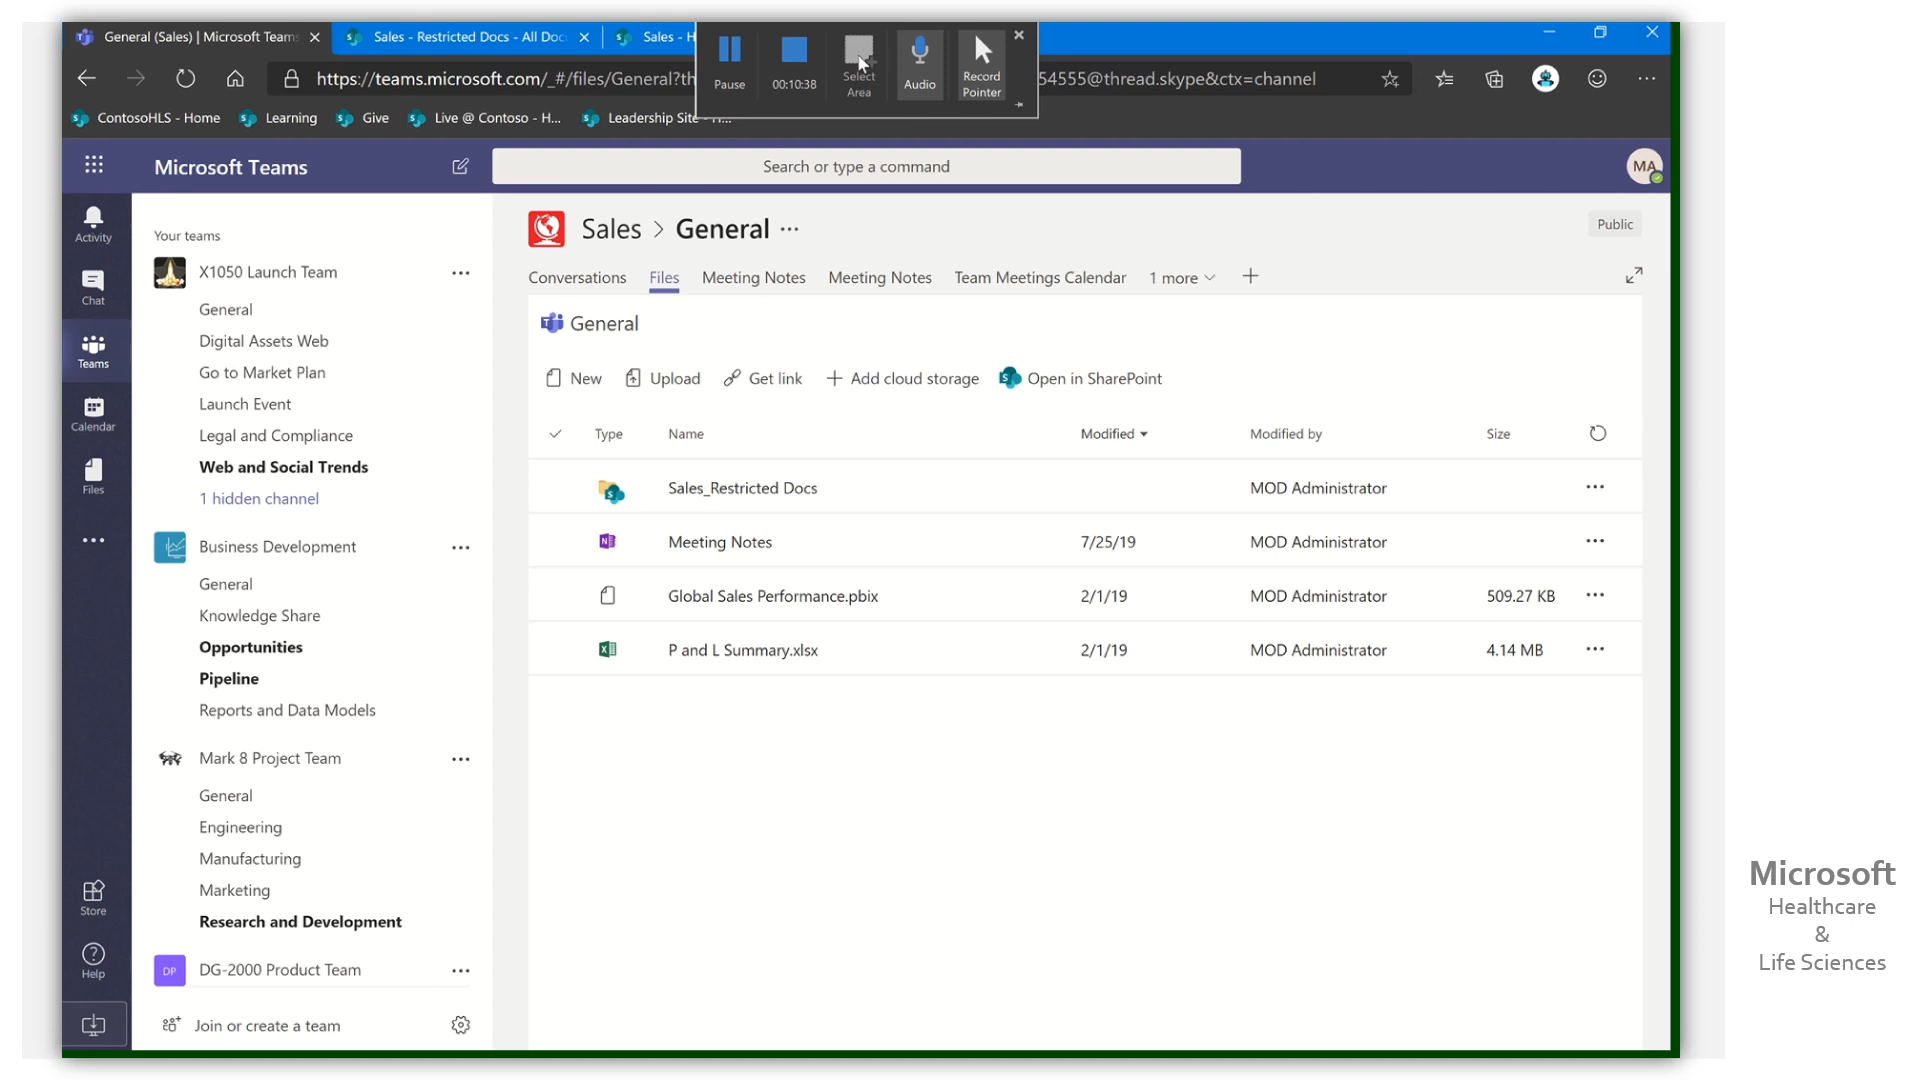 General (Sales) | Microsoft Teams
Sales - Restricted Docs - All Doc
Sales - H
Pause
00:10:38
Select Area
Audio
Record Pointer
https://teams.microsoft.com/_#/files/General?th
54555@thread.skype&ctx=channel
ContosoHLS - Home
Learning
Give
Live @ Contoso - H...
Leadership Site - H...
Microsoft Teams
Search or type a command
MA
Activity
Chat
Teams
Calendar
Files
Store
Help
Your teams
X1050 Launch Team
General
Digital Assets Web
Go to Market Plan
Launch Event
Legal and Compliance
Web and Social Trends
1 hidden channel
Business Development
General
Knowledge Share
Opportunities
Pipeline
Reports and Data Models
Mark 8 Project Team
General
Engineering
Manufacturing
Marketing
Research and Development
DP
DG-2000 Product Team
Join or create a team
Sales > General ...
Public
Conversations Files Meeting Notes Meeting Notes Team Meetings Calendar 1 more
General
New Upload Get link Add cloud storage Open in SharePoint
Type Name Modified Modified by Size
Sales_Restricted Docs MOD Administrator
Meeting Notes 7/25/19 MOD Administrator
Global Sales Performance.pbix 2/1/19 MOD Administrator 509.27 KB
P and L Summary.xlsx 2/1/19 MOD Administrator 4.14 MB
Microsoft
Healthcare
&
Life Sciences